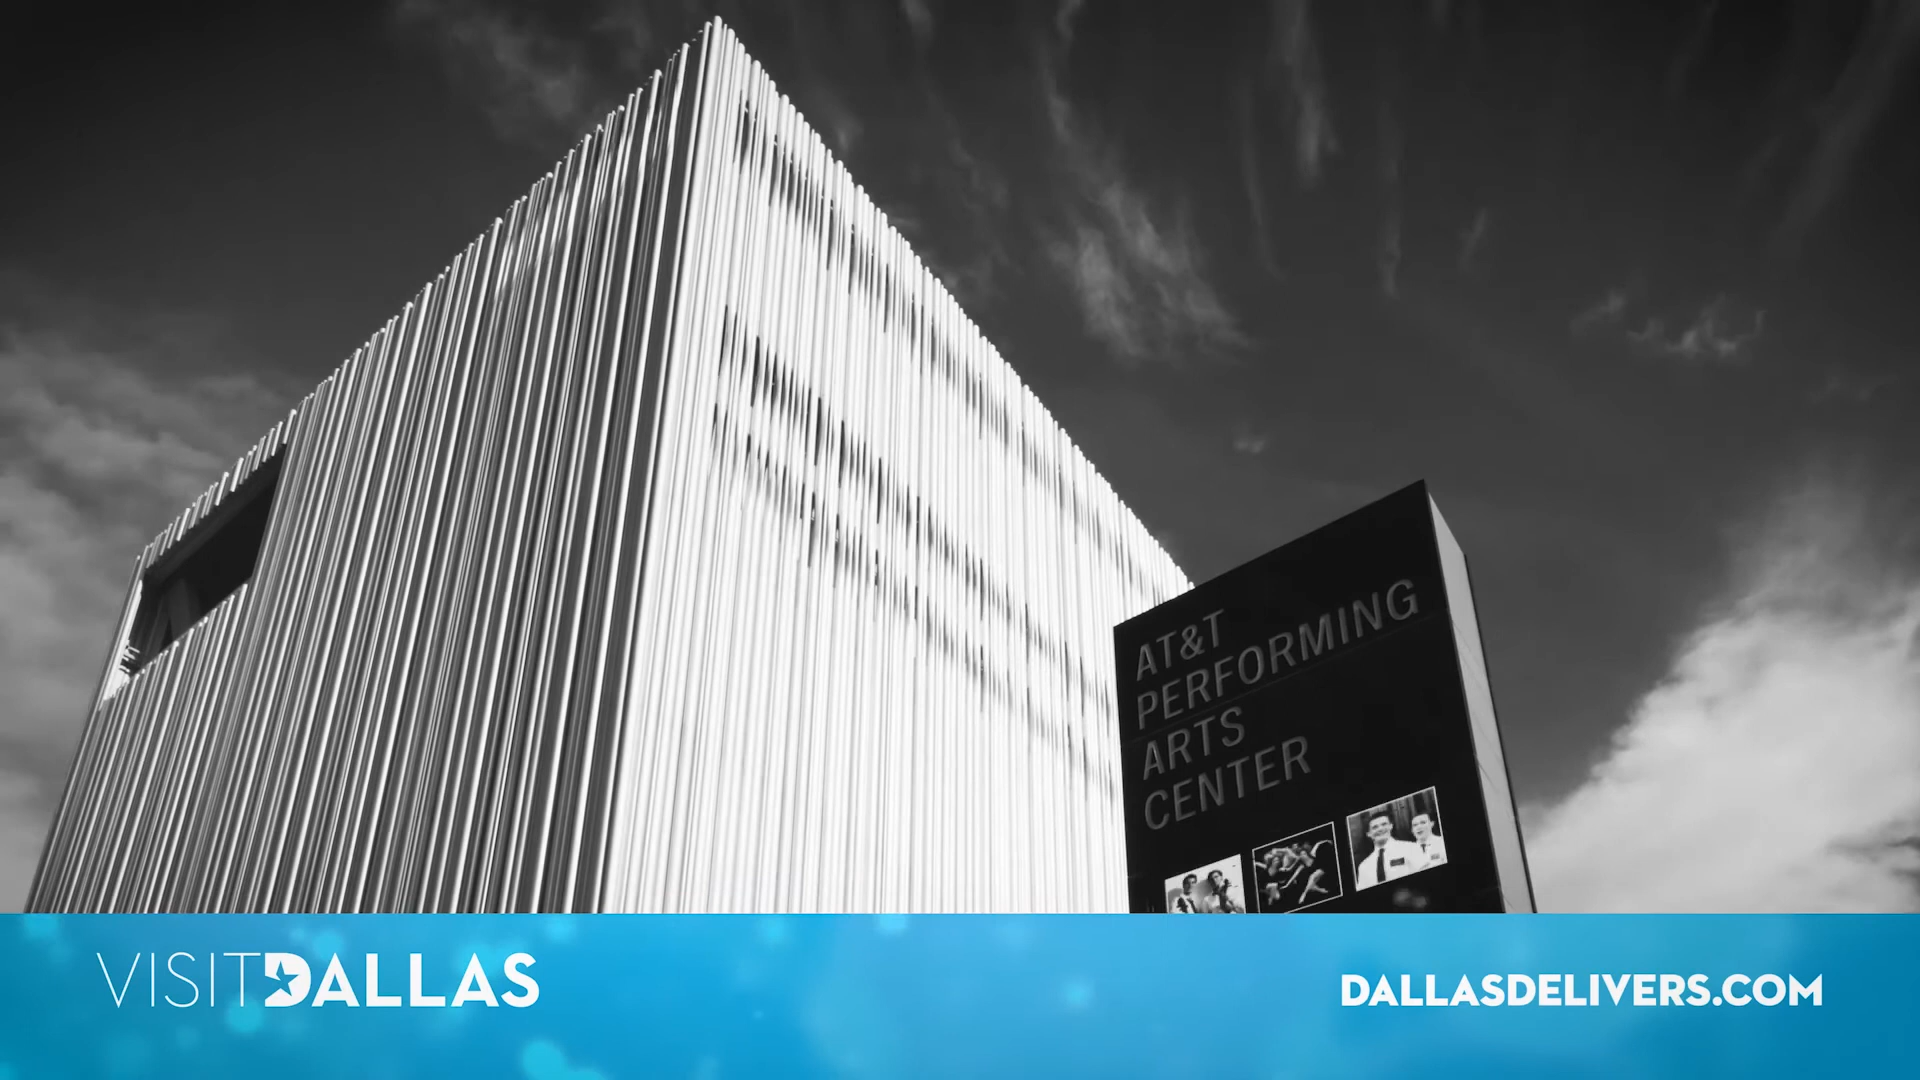 AT&T
PERFORMING
ARTS
CENTER
VISITDALLAS
DALLASDELIVERS.COM